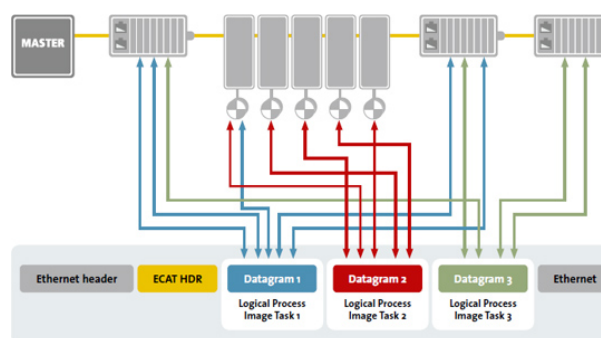 MASTER
Ethernet header
ECAT HDR
Datagram 1
Datagram 2
Datagram 3
Ethernet
Logical Process
Image Task 1
Logical Process
Image Task 2
Logical Process
Image Task 3